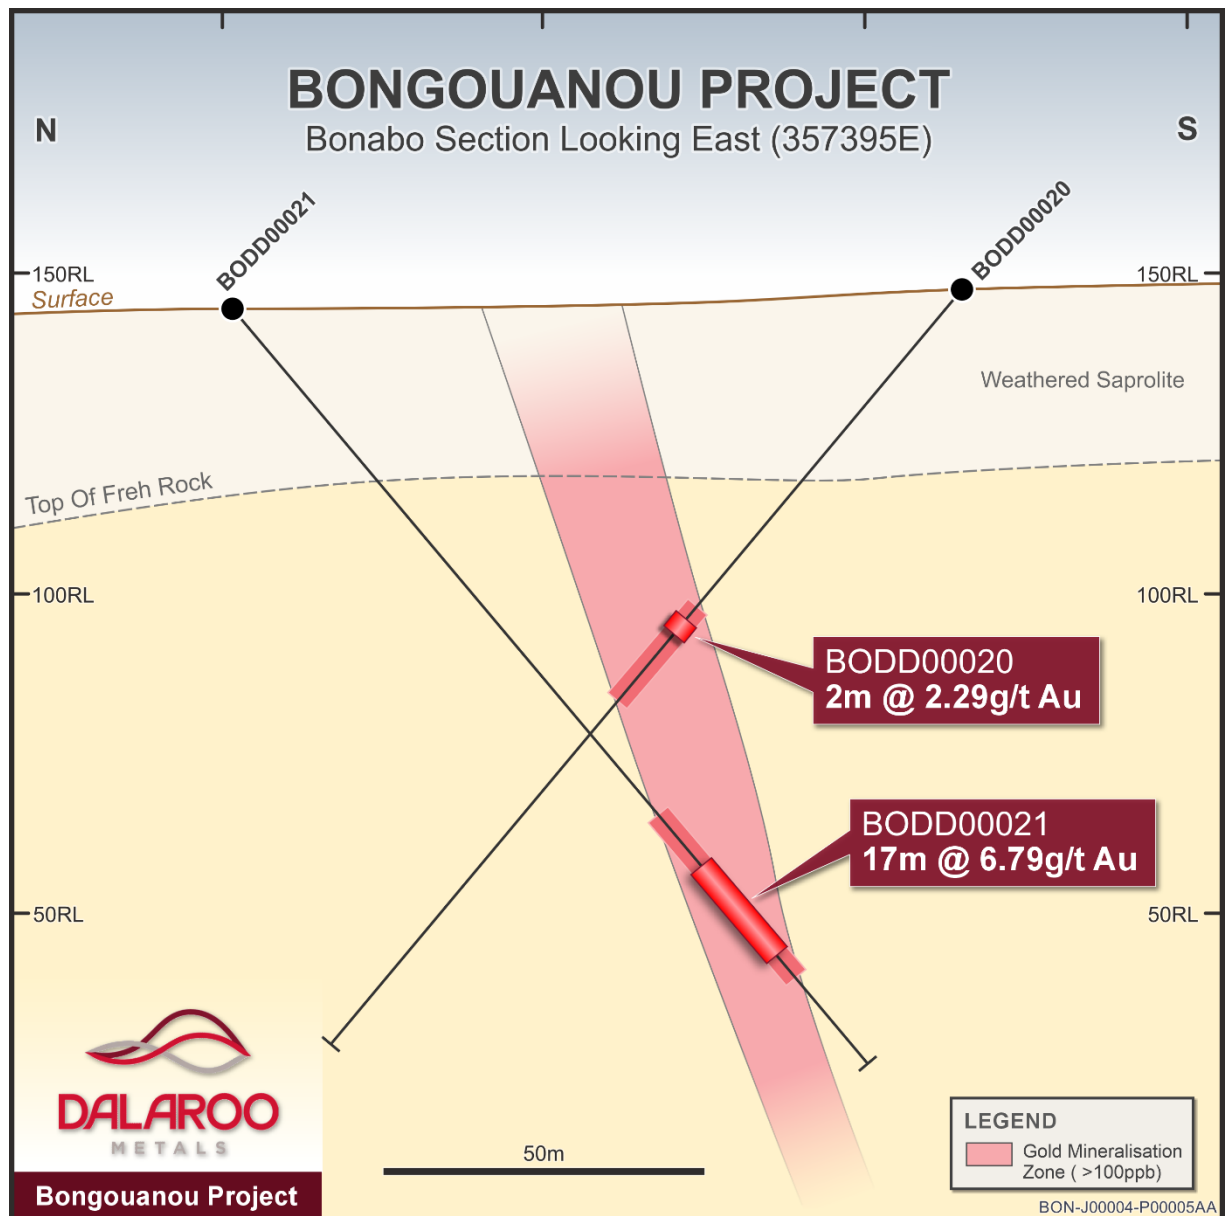 BONGOUANOU PROJECT
Bonabo Section Looking East (357395E)
N
S
BODD00021
BODD00020
150RL
150RL
Surface
Weathered Saprolite
Top Of Freh Rock
100RL
100RL
BODD00020
2m @ 2.29g/t Au
BODD00021
17m @ 6.79g/t Au
50RL
50RL
DALAROO
METALS
Bongouanou Project
50m
LEGEND
Gold Mineralisation
Zone ( >100ppb)
BON-J00004-P00005AA